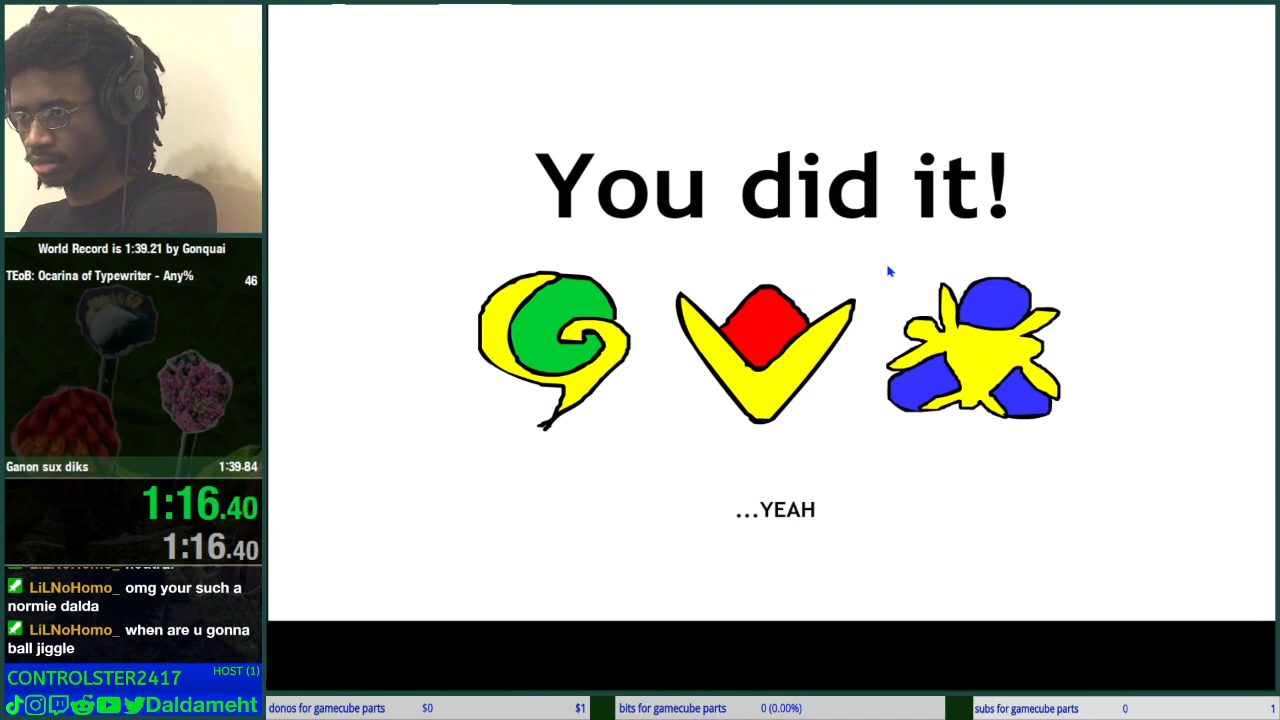 World Record is 1:39.21 by Gonquai
TEoB: Ocarina of Typewriter - Any%
46
Ganon sux diks
1:39·84
1:16.40
1:16.40
LiLNoHomo_ omg your such a
normie dalda
LiLNoHomo_ when are u gonna
ball jiggle
CONTROLSTER2417
HOST (1)
Daldameht
You did it!
...YEAH
donos for gamecube parts $0 $1
bits for gamecube parts 0 (0.00%)
subs for gamecube parts 0 1